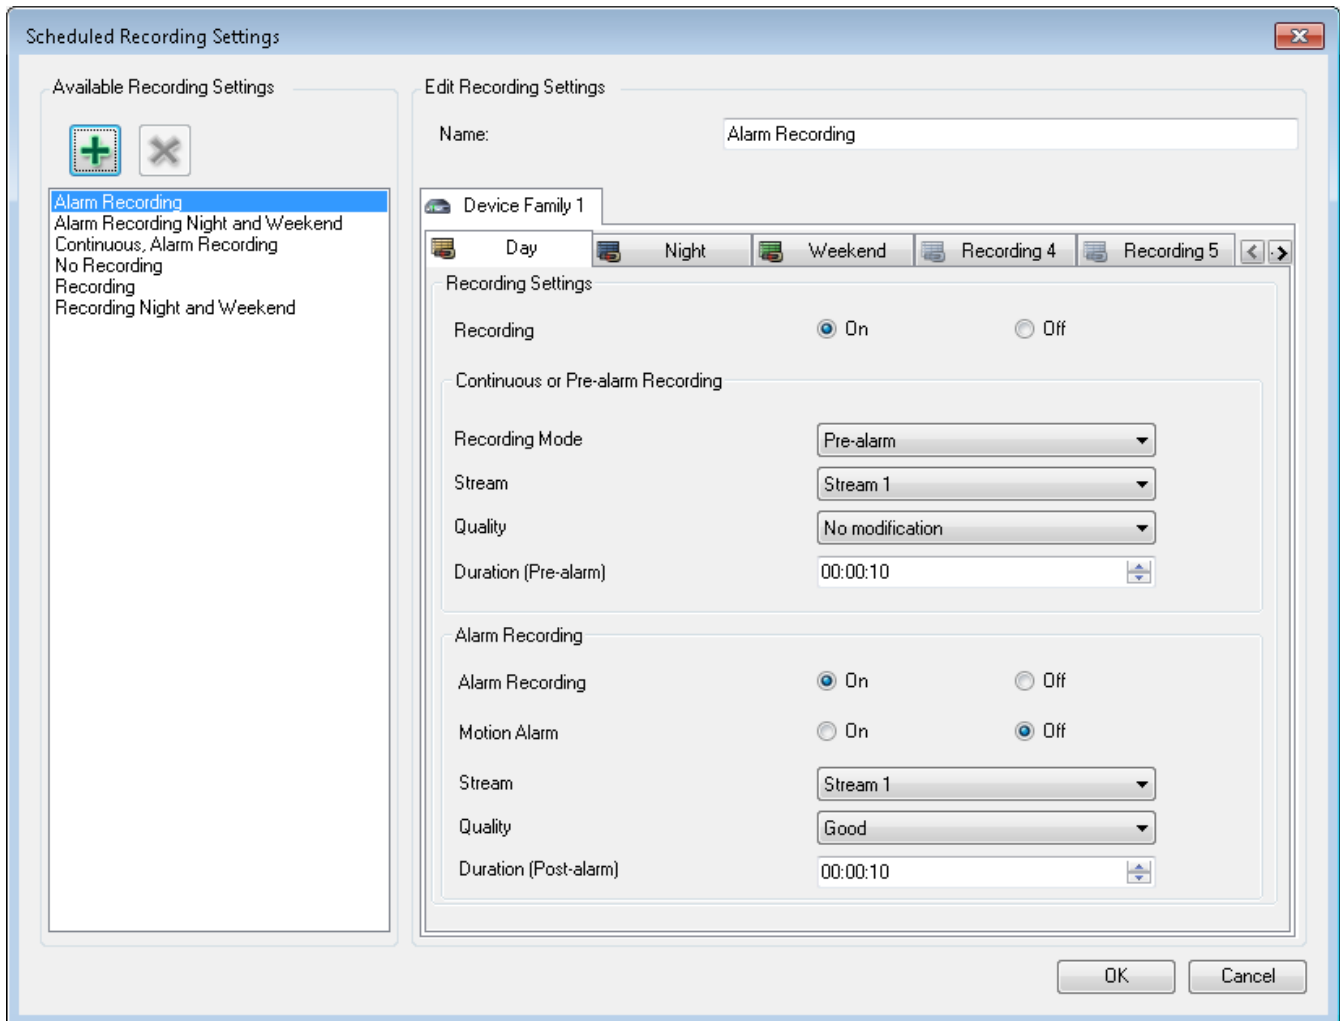 Scheduled Recording Settings
Available Recording Settings
Alarm Recording
Alarm Recording Night and Weekend
Continuous, Alarm Recording
No Recording
Recording
Recording Night and Weekend
Edit Recording Settings
Name: Alarm Recording
Device Family 1
Day Night Weekend Recording 4 Recording 5
Recording Settings
Recording On Off
Continuous or Pre-alarm Recording
Recording Mode Pre-alarm
Stream Stream 1
Quality No modification
Duration (Pre-alarm) 00:00:10
Alarm Recording
Alarm Recording On Off
Motion Alarm On Off
Stream Stream 1
Quality Good
Duration (Post-alarm) 00:00:10
OK Cancel